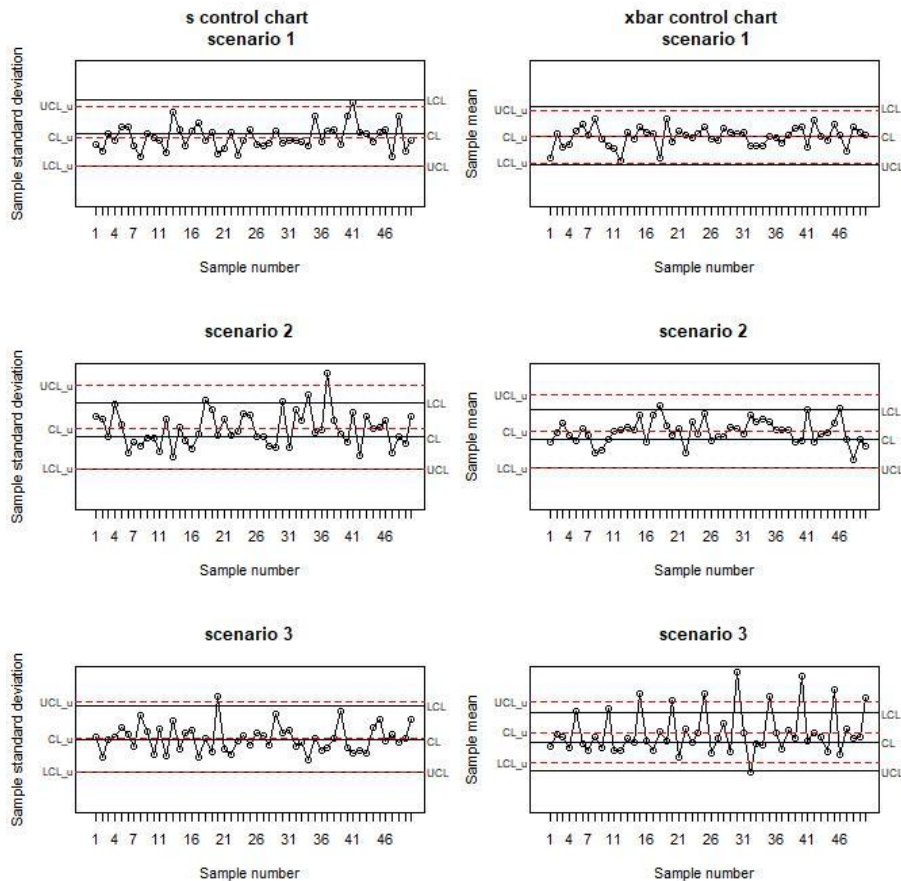 s control chart
scenario 1
Sample standard deviation
UCL_u
CL_u
LCL_u
LCL
CL
UCL
1 4 7 11 16 21 26 31 36 41 46
Sample number
xbar control chart
scenario 1
Sample mean
UCL_u
CL_u
LCL_u
LCL
CL
UCL
1 4 7 11 16 21 26 31 36 41 46
Sample number
scenario 2
Sample standard deviation
UCL_u
CL_u
LCL_u
LCL
CL
UCL
1 4 7 11 16 21 26 31 36 41 46
Sample number
scenario 2
Sample mean
UCL_u
CL_u
LCL_u
LCL
CL
UCL
1 4 7 11 16 21 26 31 36 41 46
Sample number
scenario 3
Sample standard deviation
UCL_u
CL_u
LCL_u
LCL
CL
UCL
1 4 7 11 16 21 26 31 36 41 46
Sample number
scenario 3
Sample mean
UCL_u
CL_u
LCL_u
LCL
CL
UCL
1 4 7 11 16 21 26 31 36 41 46
Sample number